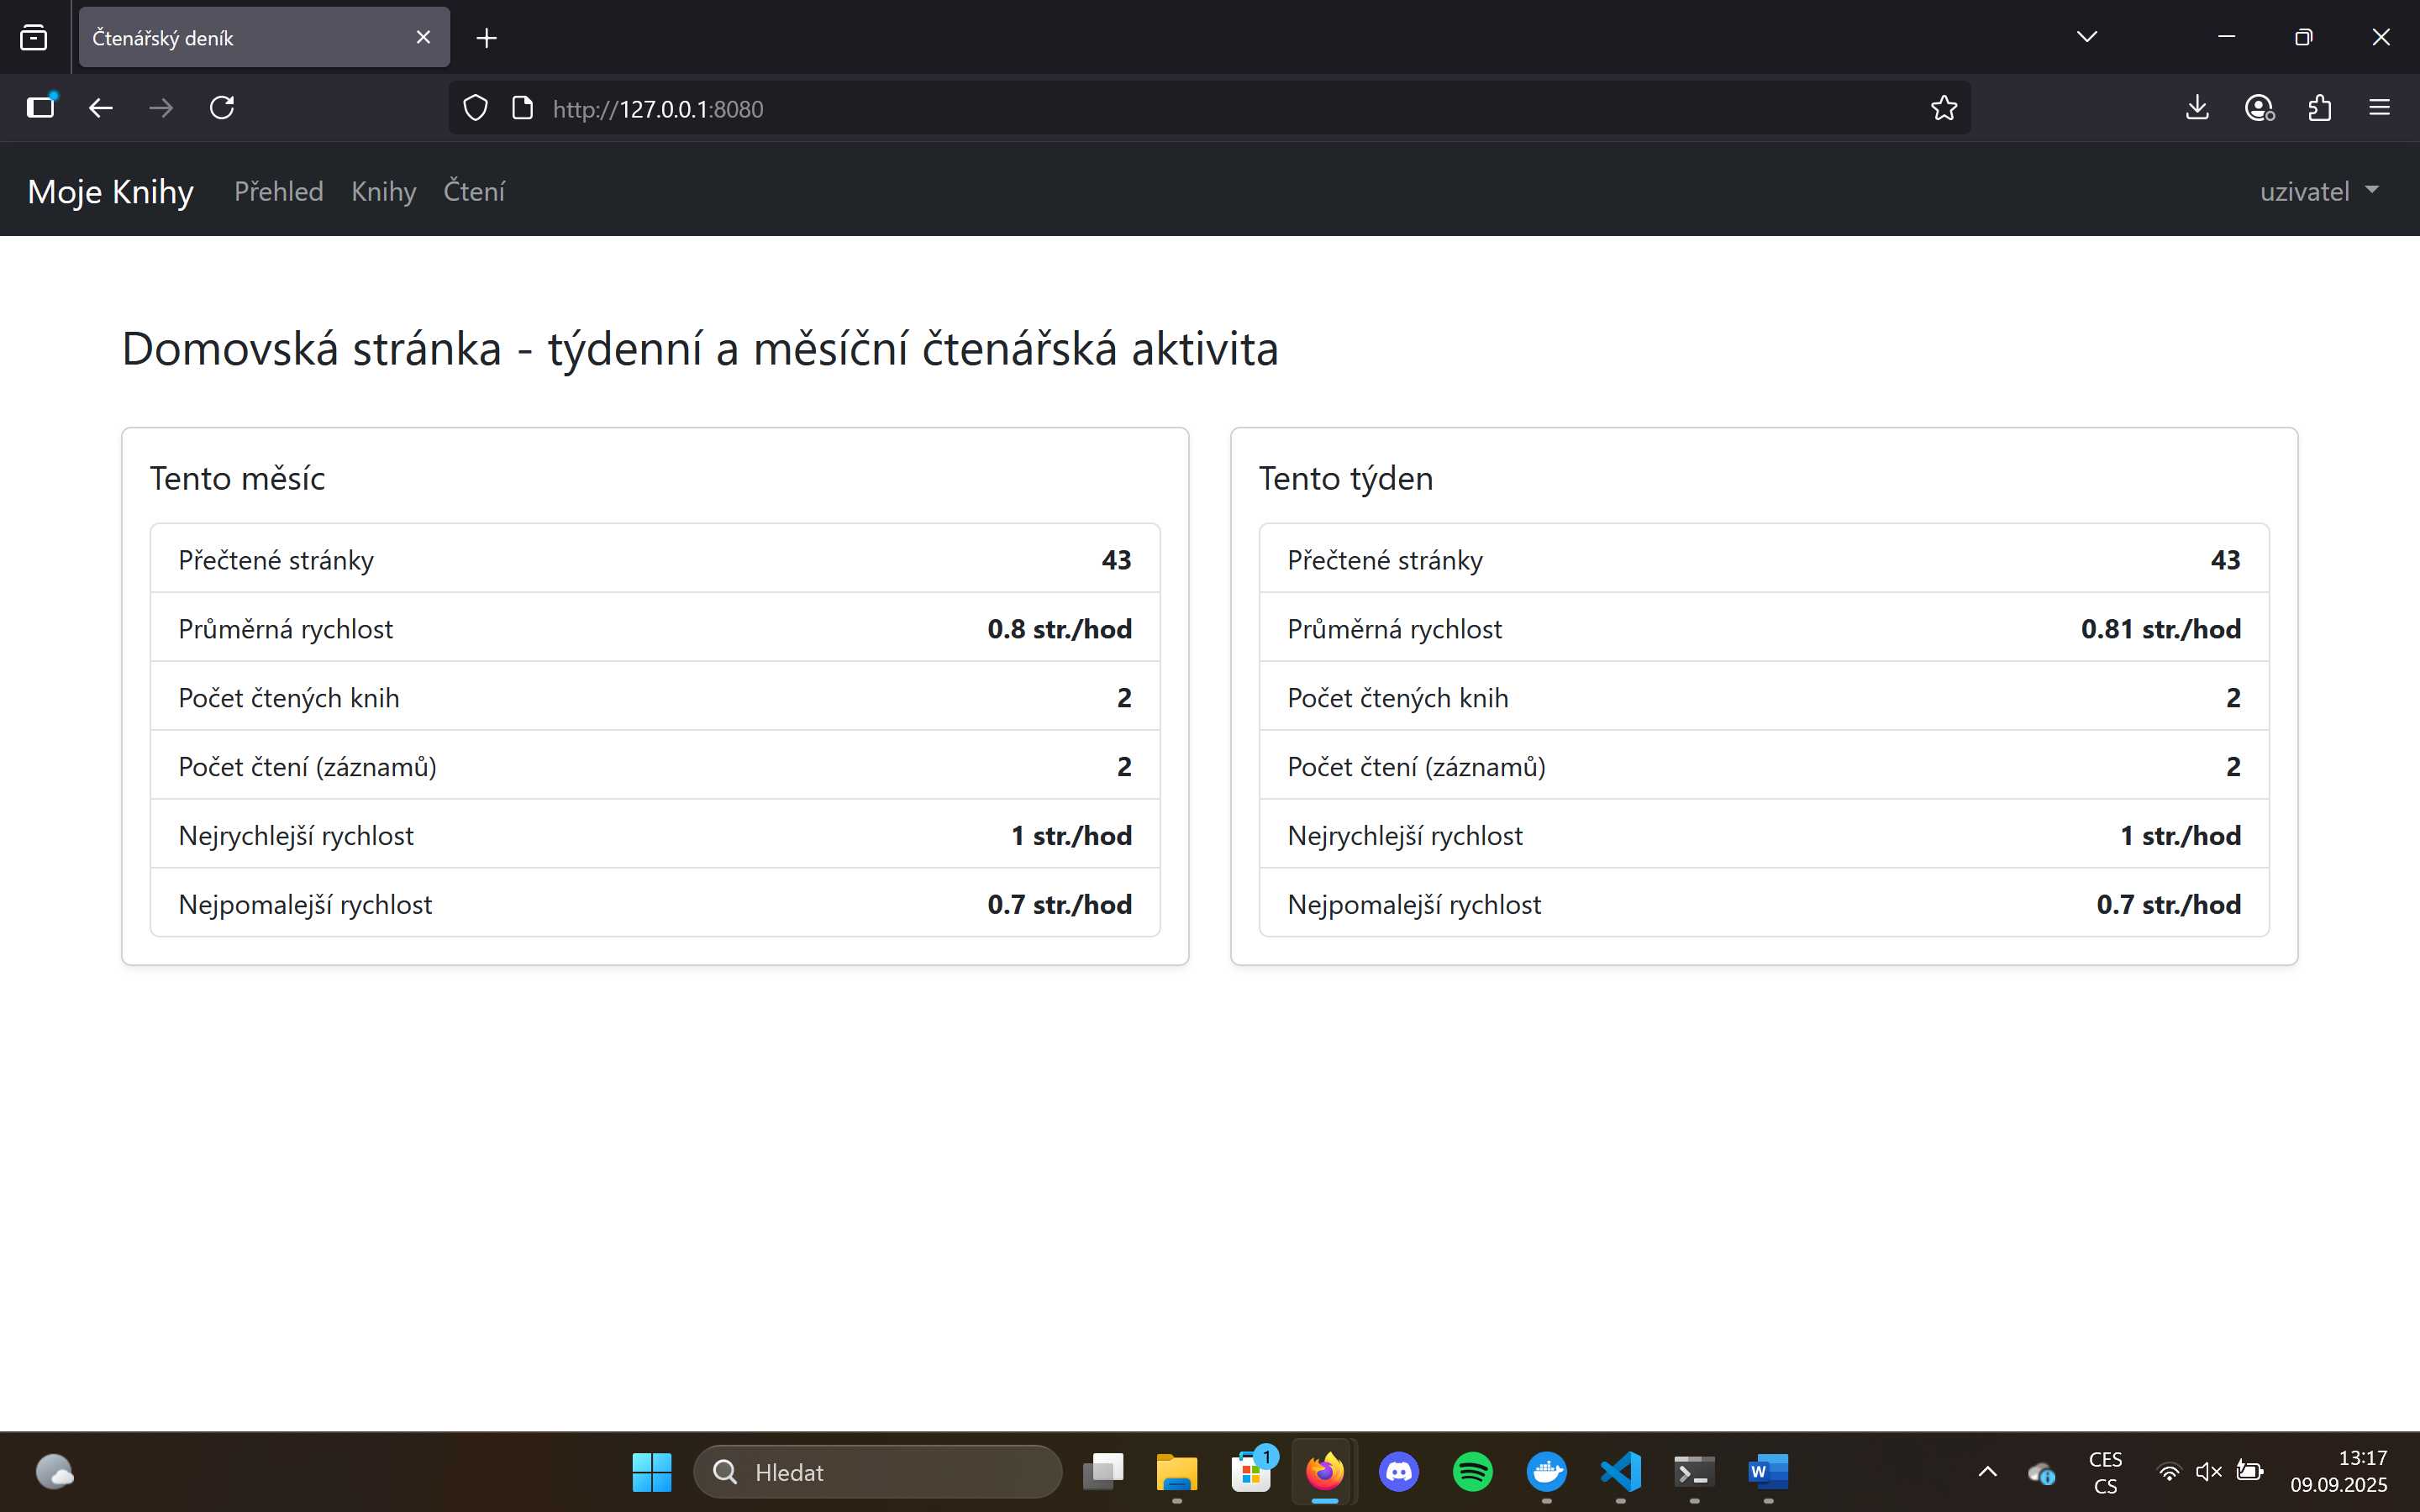 Čtenářský deník
http://127.0.0.1:8080
Moje Knihy Přehled Knihy Čtení uzivatel
Domovská stránka - týdenní a měsíční čtenářská aktivita
Tento měsíc
Přečtené stránky 43
Průměrná rychlost 0.8 str./hod
Počet čtených knih 2
Počet čtení (záznamů) 2
Nejrychlejší rychlost 1 str./hod
Nejpomalejší rychlost 0.7 str./hod
Tento týden
Přečtené stránky 43
Průměrná rychlost 0.81 str./hod
Počet čtených knih 2
Počet čtení (záznamů) 2
Nejrychlejší rychlost 1 str./hod
Nejpomalejší rychlost 0.7 str./hod
Hledat
1
W
CES
CS
13:17
09.09.2025